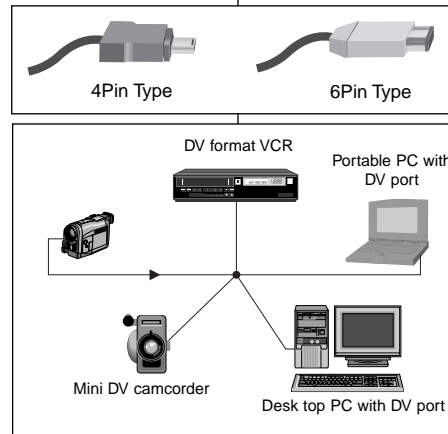 4Pin Type
6Pin Type
DV format VCR
Portable PC with
DV port
Mini DV camcorder
Desk top PC with DV port